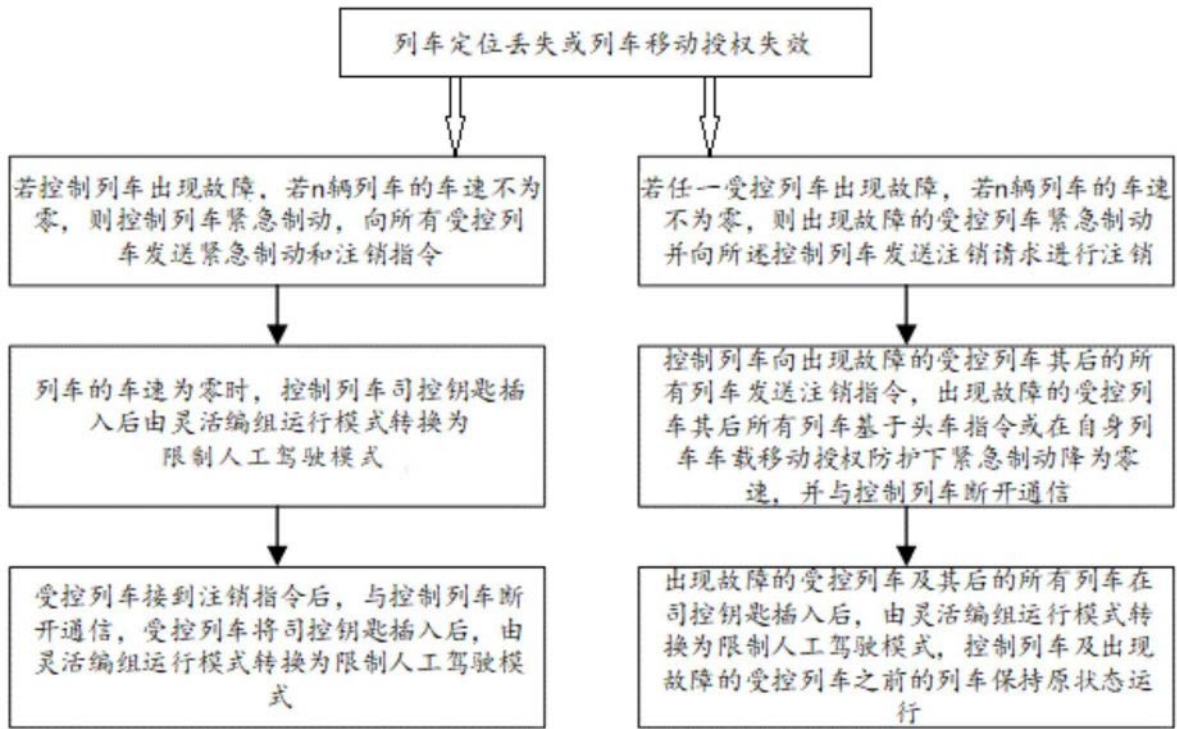 列车定位丢失或列车移动授权失效
若控制列车出现故障，若n辆列车的车速不为
零，则控制列车紧急制动，向所有受控列
车发送紧急制动和注销指令
列车的车速为零时，控制列车司控钥匙插
入后由灵活编组运行模式转换为
限制人工驾驶模式
受控列车接到注销指令后，与控制列车断
开通信，受控列车将司控钥匙插入后，由
灵活编组运行模式转换为限制人工驾驶模
式
若任一受控列车出现故障，若n辆列车的车速
不为零，则出现故障的受控列车紧急制动
并向所述控制列车发送注销请求进行注销
控制列车向出现故障的受控列车其后的所
有列车发送注销指令，出现故障的受控列
车其后所有列车基于头车指令或在自身列
车车载移动授权防护下紧急制动降为零
速，并与控制列车断开通信
出现故障的受控列车及其后的所有列车在
司控钥匙插入后，由灵活编组运行模式转
换为限制人工驾驶模式，控制列车及出现
故障的受控列车之前的列车保持原状态运
行